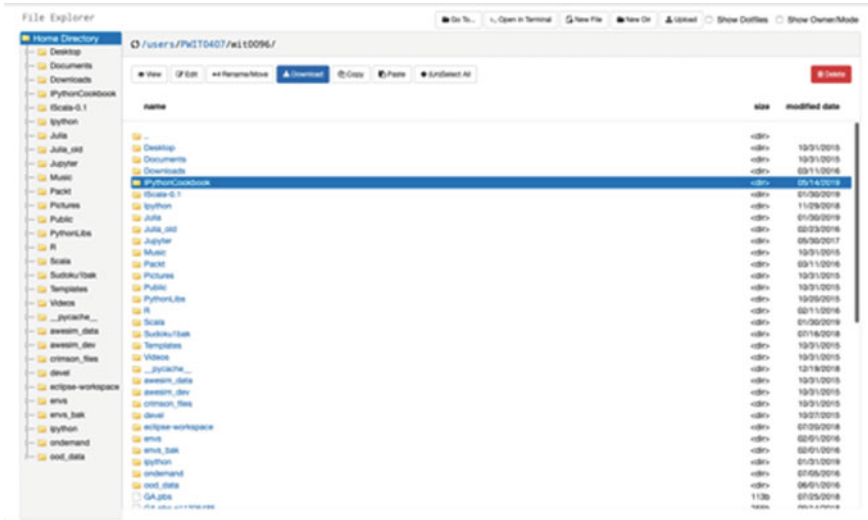 File Explorer
Go To... >_ Open in Terminal New File New Dir Upload Show Dotfiles Show Owner/Mode
Home Directory
Desktop
Documents
Downloads
IPythonCookbook
IScala-0.1
Ipython
Julia
Julia_old
Jupyter
Music
Packt
Pictures
Public
PythonLibs
R
Scala
Sudoku1bak
Templates
Videos
__pycache__
awesim_data
awesim_dev
crimson_files
devel
eclipse-workspace
envs
envs_bak
ipython
ondemand
ood_data
/users/PWIT0407/wit0096/
View Edit Rename/Move Download Copy Paste (Un)Select All Delete
name size modified date
.. <dir>
Desktop <dir> 10/31/2015
Documents <dir> 10/31/2015
Downloads <dir> 03/11/2016
IPythonCookbook <dir> 05/14/2019
IScala-0.1 <dir> 01/30/2019
Ipython <dir> 11/29/2018
Julia <dir> 01/30/2019
Julia_old <dir> 02/23/2016
Jupyter <dir> 05/30/2017
Music <dir> 10/31/2015
Packt <dir> 03/11/2016
Pictures <dir> 10/31/2015
Public <dir> 10/31/2015
PythonLibs <dir> 10/20/2015
R <dir> 02/11/2016
Scala <dir> 01/30/2019
Sudoku1bak <dir> 07/16/2018
Templates <dir> 10/31/2015
Videos <dir> 10/31/2015
__pycache__ <dir> 12/19/2018
awesim_data <dir> 10/31/2015
awesim_dev <dir> 10/31/2015
crimson_files <dir> 10/31/2015
devel <dir> 10/27/2015
eclipse-workspace <dir> 07/20/2018
envs <dir> 02/01/2016
envs_bak <dir> 02/01/2016
ipython <dir> 01/31/2019
ondemand <dir> 07/05/2016
ood_data <dir> 06/01/2016
GA.pbs 113b 07/25/2018